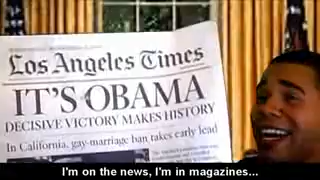 Los Angeles Times
IT'S OBAMA
DECISIVE VICTORY MAKES HISTORY
In California, gay-marriage ban takes early lead
I'm on the news, I'm in magazines...